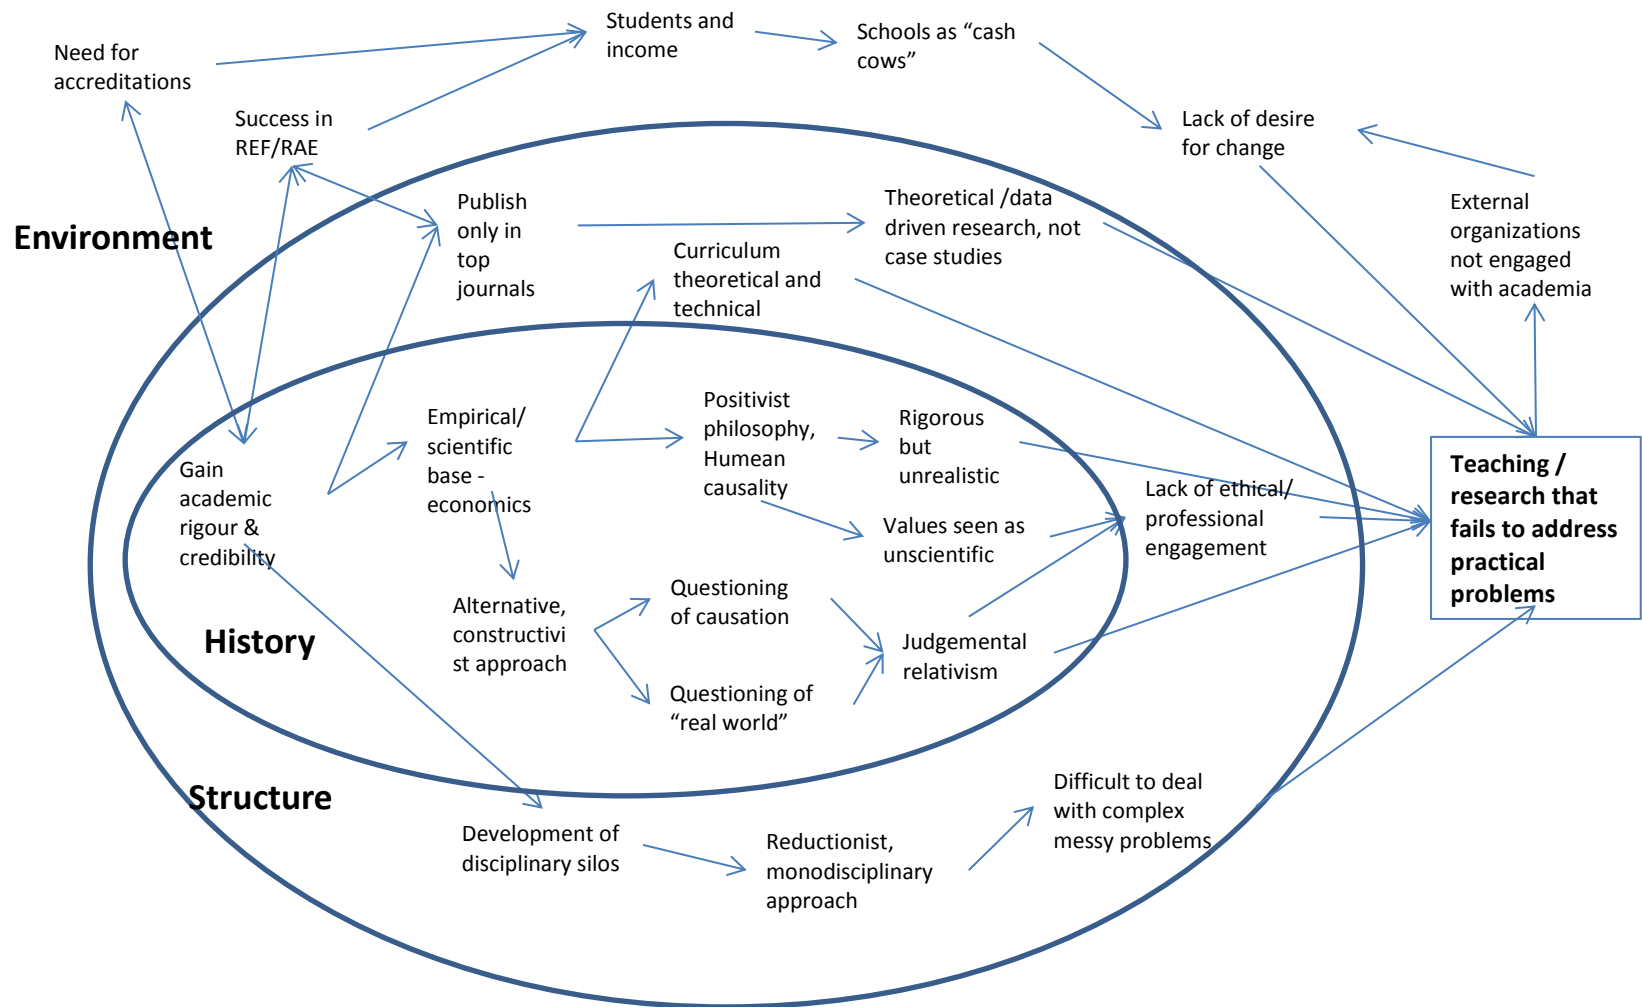 Students and
income
Schools as “cash
cows”
Need for
accreditations
Success in
REF/RAE
Lack of desire
for change
Environment
Publish
only in
top
journals
Theoretical /data
driven research, not
case studies
Curriculum
theoretical and
technical
External
organizations
not engaged
with academia
Gain
academic
rigour &
credibility
Empirical/
scientific
base -
economics
Positivist
philosophy,
Humean
causality
Rigorous
but
unrealistic
Values seen as
unscientific
Lack of ethical/
professional
engagement
Teaching /
research that
fails to address
practical
problems
History
Alternative,
constructivi
st approach
Questioning
of causation
Questioning of
“real world”
Judgemental
relativism
Structure
Development of
disciplinary silos
Reductionist,
monodisciplinary
approach
Difficult to deal
with complex
messy problems